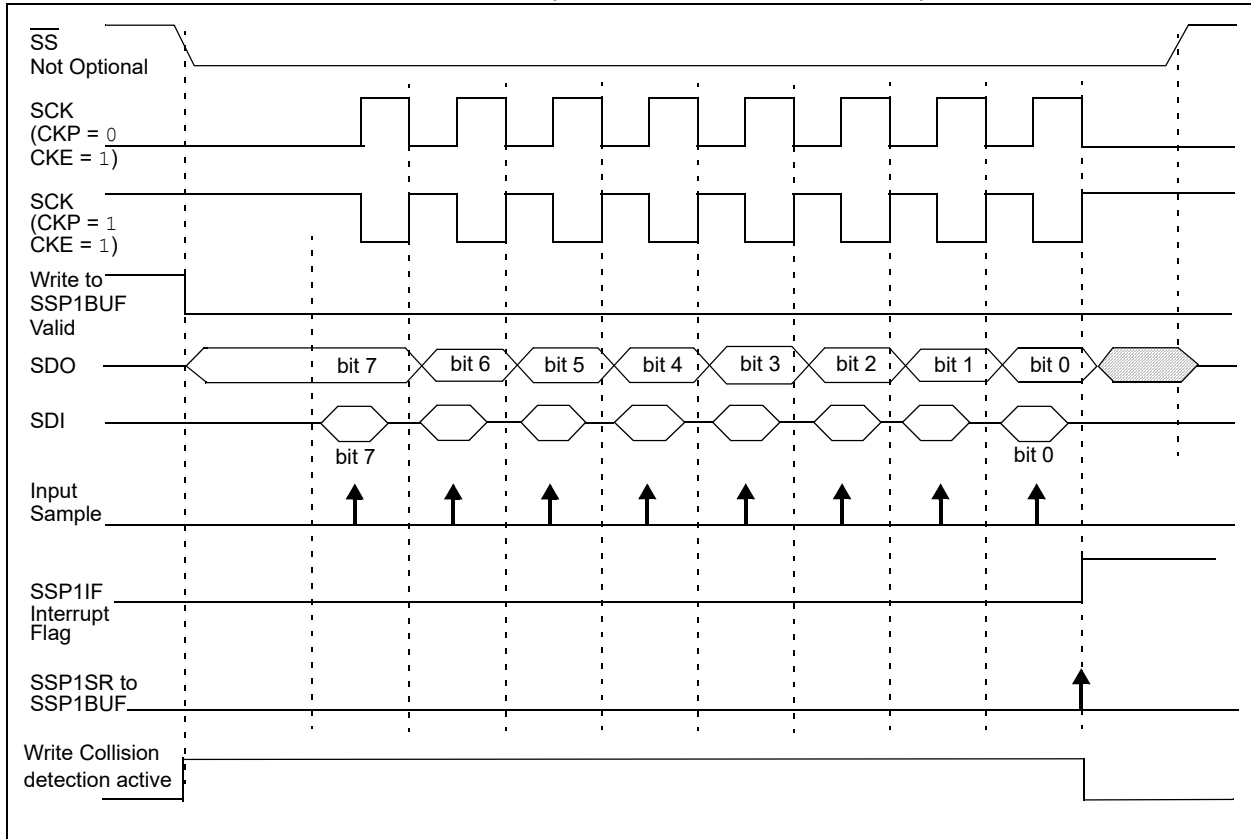 SS
Not Optional
SCK
(CKP = 0
CKE = 1)
SCK
(CKP = 1
CKE = 1)
Write to
SSP1BUF
Valid
SDO
bit 7
bit 6
bit 5
bit 4
bit 3
bit 2
bit 1
bit 0
SDI
bit 7
bit 0
Input
Sample
SSP1IF
Interrupt
Flag
SSP1SR to
SSP1BUF
Write Collision
detection active